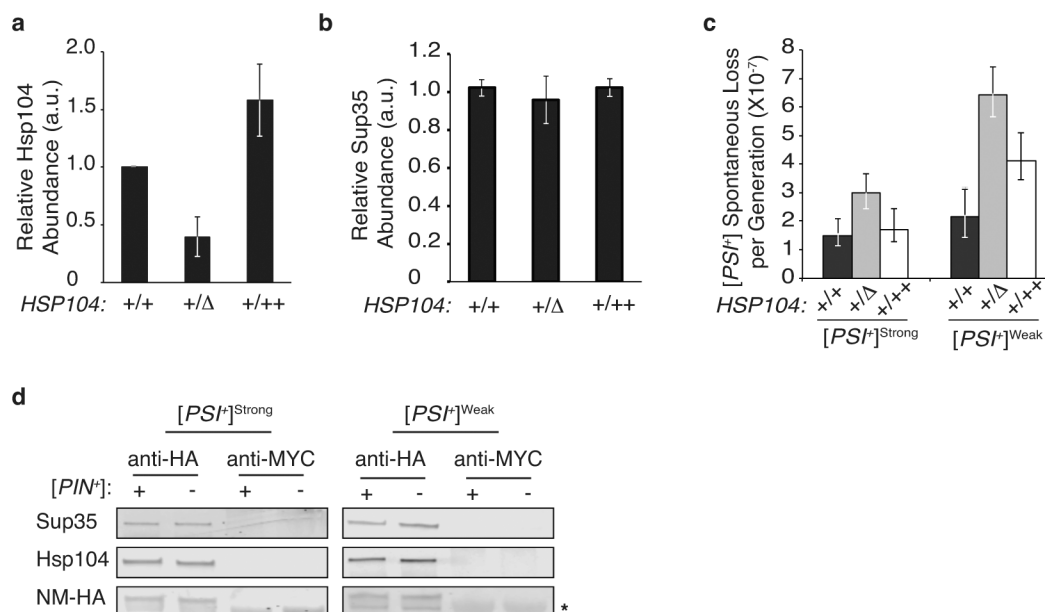 a
Relative Hsp104
Abundance (a.u.)
2.0
1.5
1.0
0.5
0
HSP104: +/+ +/Δ +/++
b
Relative Sup35
Abundance (a.u.)
1.2
1.0
0.8
0.6
0.4
0.2
0
HSP104: +/+ +/Δ +/++
c
[PSI+] Spontaneous Loss
per Generation (X10-7)
8
7
6
5
4
3
2
1
0
HSP104: +/+ +/Δ +/++ +/+ +/Δ +/++
[PSI+]Strong [PSI+]Weak
d
[PSI+]Strong [PSI+]Weak
anti-HA anti-MYC anti-HA anti-MYC
[PIN+]: + - + - + - + -
Sup35
Hsp104
NM-HA *